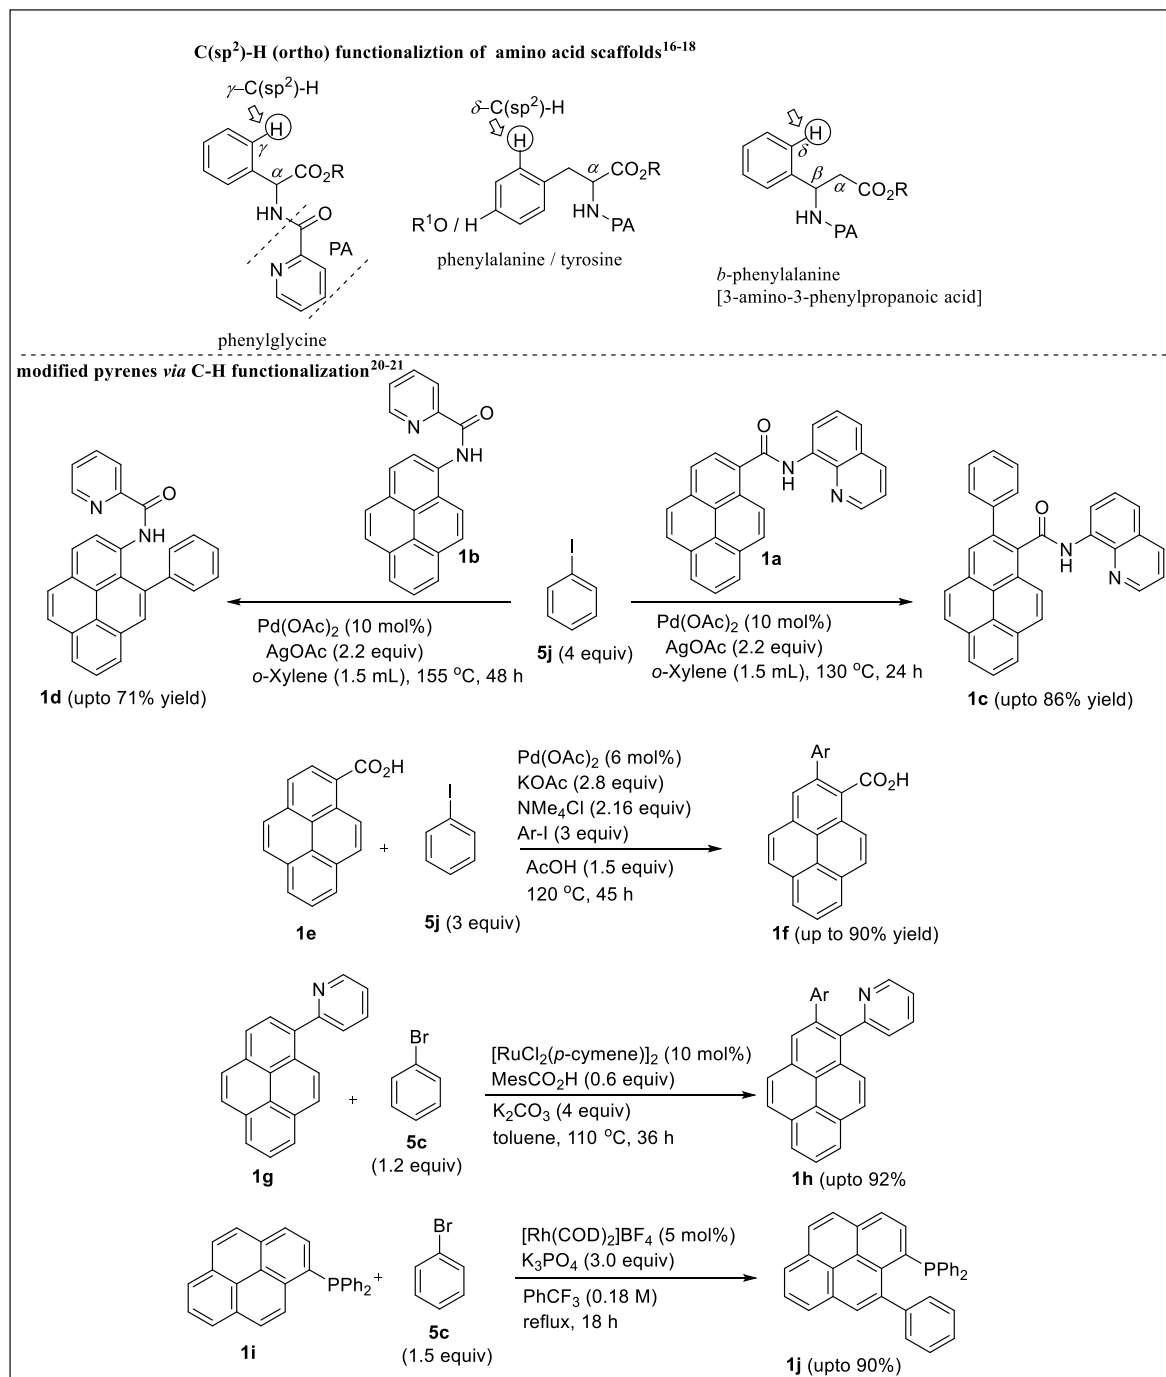 C(sp²)-H (ortho) functionaliztion of amino acid scaffolds¹⁶⁻¹⁸
γ–C(sp²)-H
H
γ
α
CO₂R
HN
O
N
PA
phenylglycine
δ–C(sp²)-H
H
α
CO₂R
R¹O / H
HN
PA
phenylalanine / tyrosine
H
δ
β
α
CO₂R
HN
PA
b-phenylalanine
[3-amino-3-phenylpropanoic acid]
modified pyrenes via C-H functionalization²⁰⁻²¹
N
O
NH
1d (upto 71% yield)
N
O
NH
1b
Pd(OAc)₂ (10 mol%)
AgOAc (2.2 equiv)
o-Xylene (1.5 mL), 155 °C, 48 h
I
5j (4 equiv)
O
N
H
N
1a
Pd(OAc)₂ (10 mol%)
AgOAc (2.2 equiv)
o-Xylene (1.5 mL), 130 °C, 24 h
O
N
H
N
1c (upto 86% yield)
CO₂H
1e
+
I
5j (3 equiv)
Pd(OAc)₂ (6 mol%)
KOAc (2.8 equiv)
NMe₄Cl (2.16 equiv)
Ar-I (3 equiv)
AcOH (1.5 equiv)
120 °C, 45 h
Ar
CO₂H
1f (up to 90% yield)
N
1g
+
Br
5c
(1.2 equiv)
[RuCl₂(p-cymene)]₂ (10 mol%)
MesCO₂H (0.6 equiv)
K₂CO₃ (4 equiv)
toluene, 110 °C, 36 h
Ar
N
1h (upto 92%
PPh₂
1i
+
Br
5c
(1.5 equiv)
[Rh(COD)₂]BF₄ (5 mol%)
K₃PO₄ (3.0 equiv)
PhCF₃ (0.18 M)
reflux, 18 h
PPh₂
1j (upto 90%)